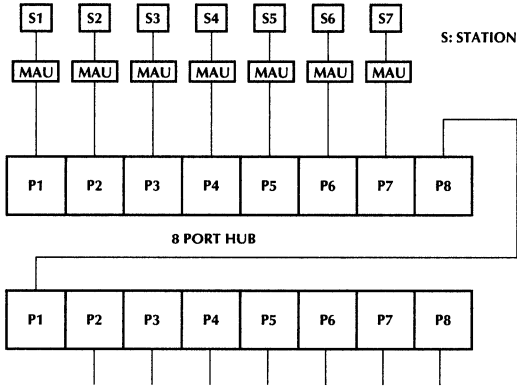 S1 S2 S3 S4 S5 S6 S7
S: STATION
MAU MAU MAU MAU MAU MAU MAU
P1 P2 P3 P4 P5 P6 P7 P8
8 PORT HUB
P1 P2 P3 P4 P5 P6 P7 P8